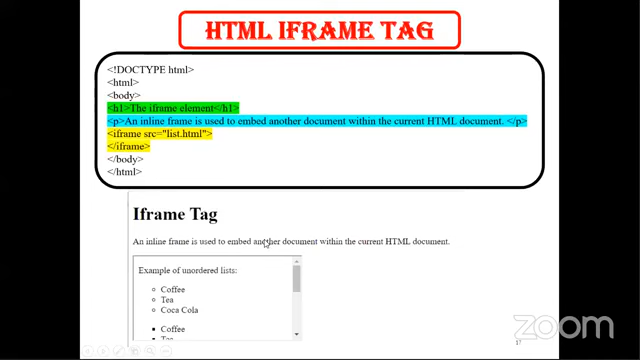 HTML IFRAME TAG
<!DOCTYPE html>
<html>
<body>
<h1>The iframe element</h1>
<p>An inline frame is used to embed another document within the current HTML document. </p>
<iframe src="list.html">
</iframe>
</body>
</html>
Iframe Tag
An inline frame is used to embed another document within the current HTML document.
Example of unordered lists:
Coffee
Tea
Coca Cola
Coffee
Tea
zoom
17